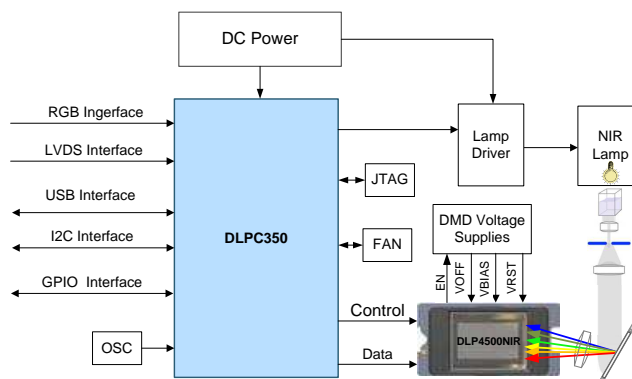 DC Power
RGB Ingerface
LVDS Interface
USB Interface
I2C Interface
GPIO Interface
OSC
DLPC350
JTAG
FAN
Control
Data
Lamp
Driver
NIR
Lamp
DMD Voltage
Supplies
EN
VOFF
VBIAS
VRST
DLP4500NIR